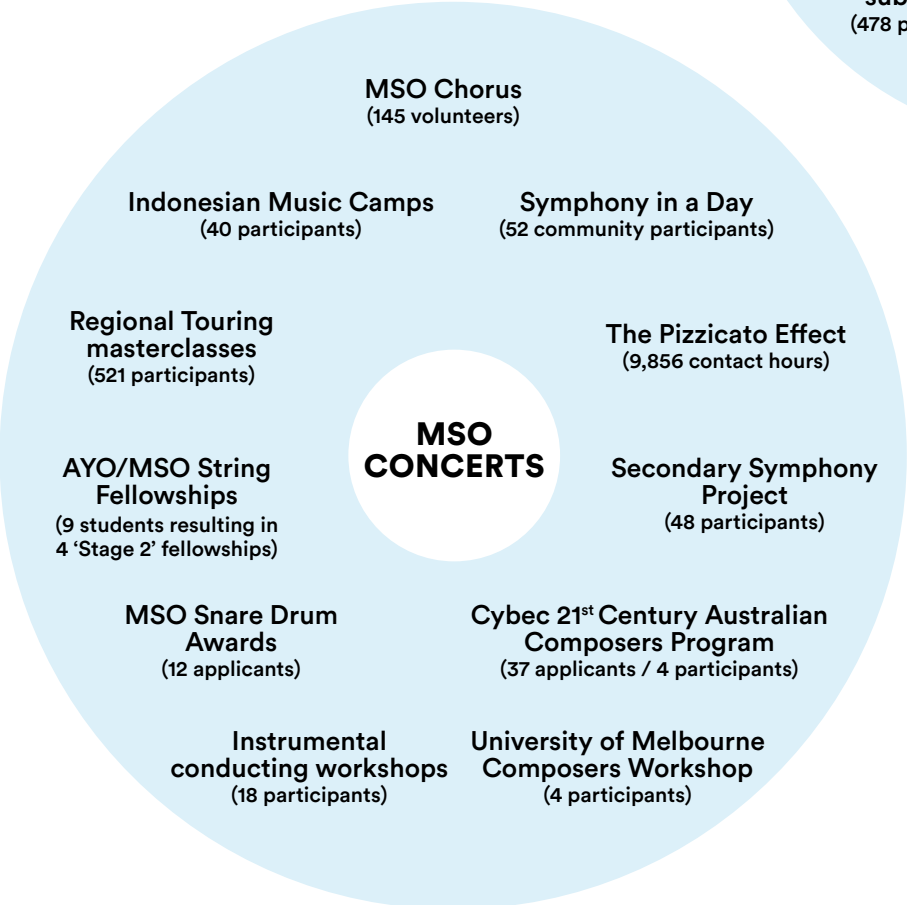 (478 p
MSO Chorus
(145 volunteers)
Indonesian Music Camps
(40 participants)
Symphony in a Day
(52 community participants)
Regional Touring
masterclasses
(521 participants)
The Pizzicato Effect
(9,856 contact hours)
MSO
CONCERTS
AYO/MSO String
Fellowships
(9 students resulting in
4 ‘Stage 2’ fellowships)
Secondary Symphony
Project
(48 participants)
MSO Snare Drum
Awards
(12 applicants)
Cybec 21st Century Australian
Composers Program
(37 applicants / 4 participants)
Instrumental
conducting workshops
(18 participants)
University of Melbourne
Composers Workshop
(4 participants)